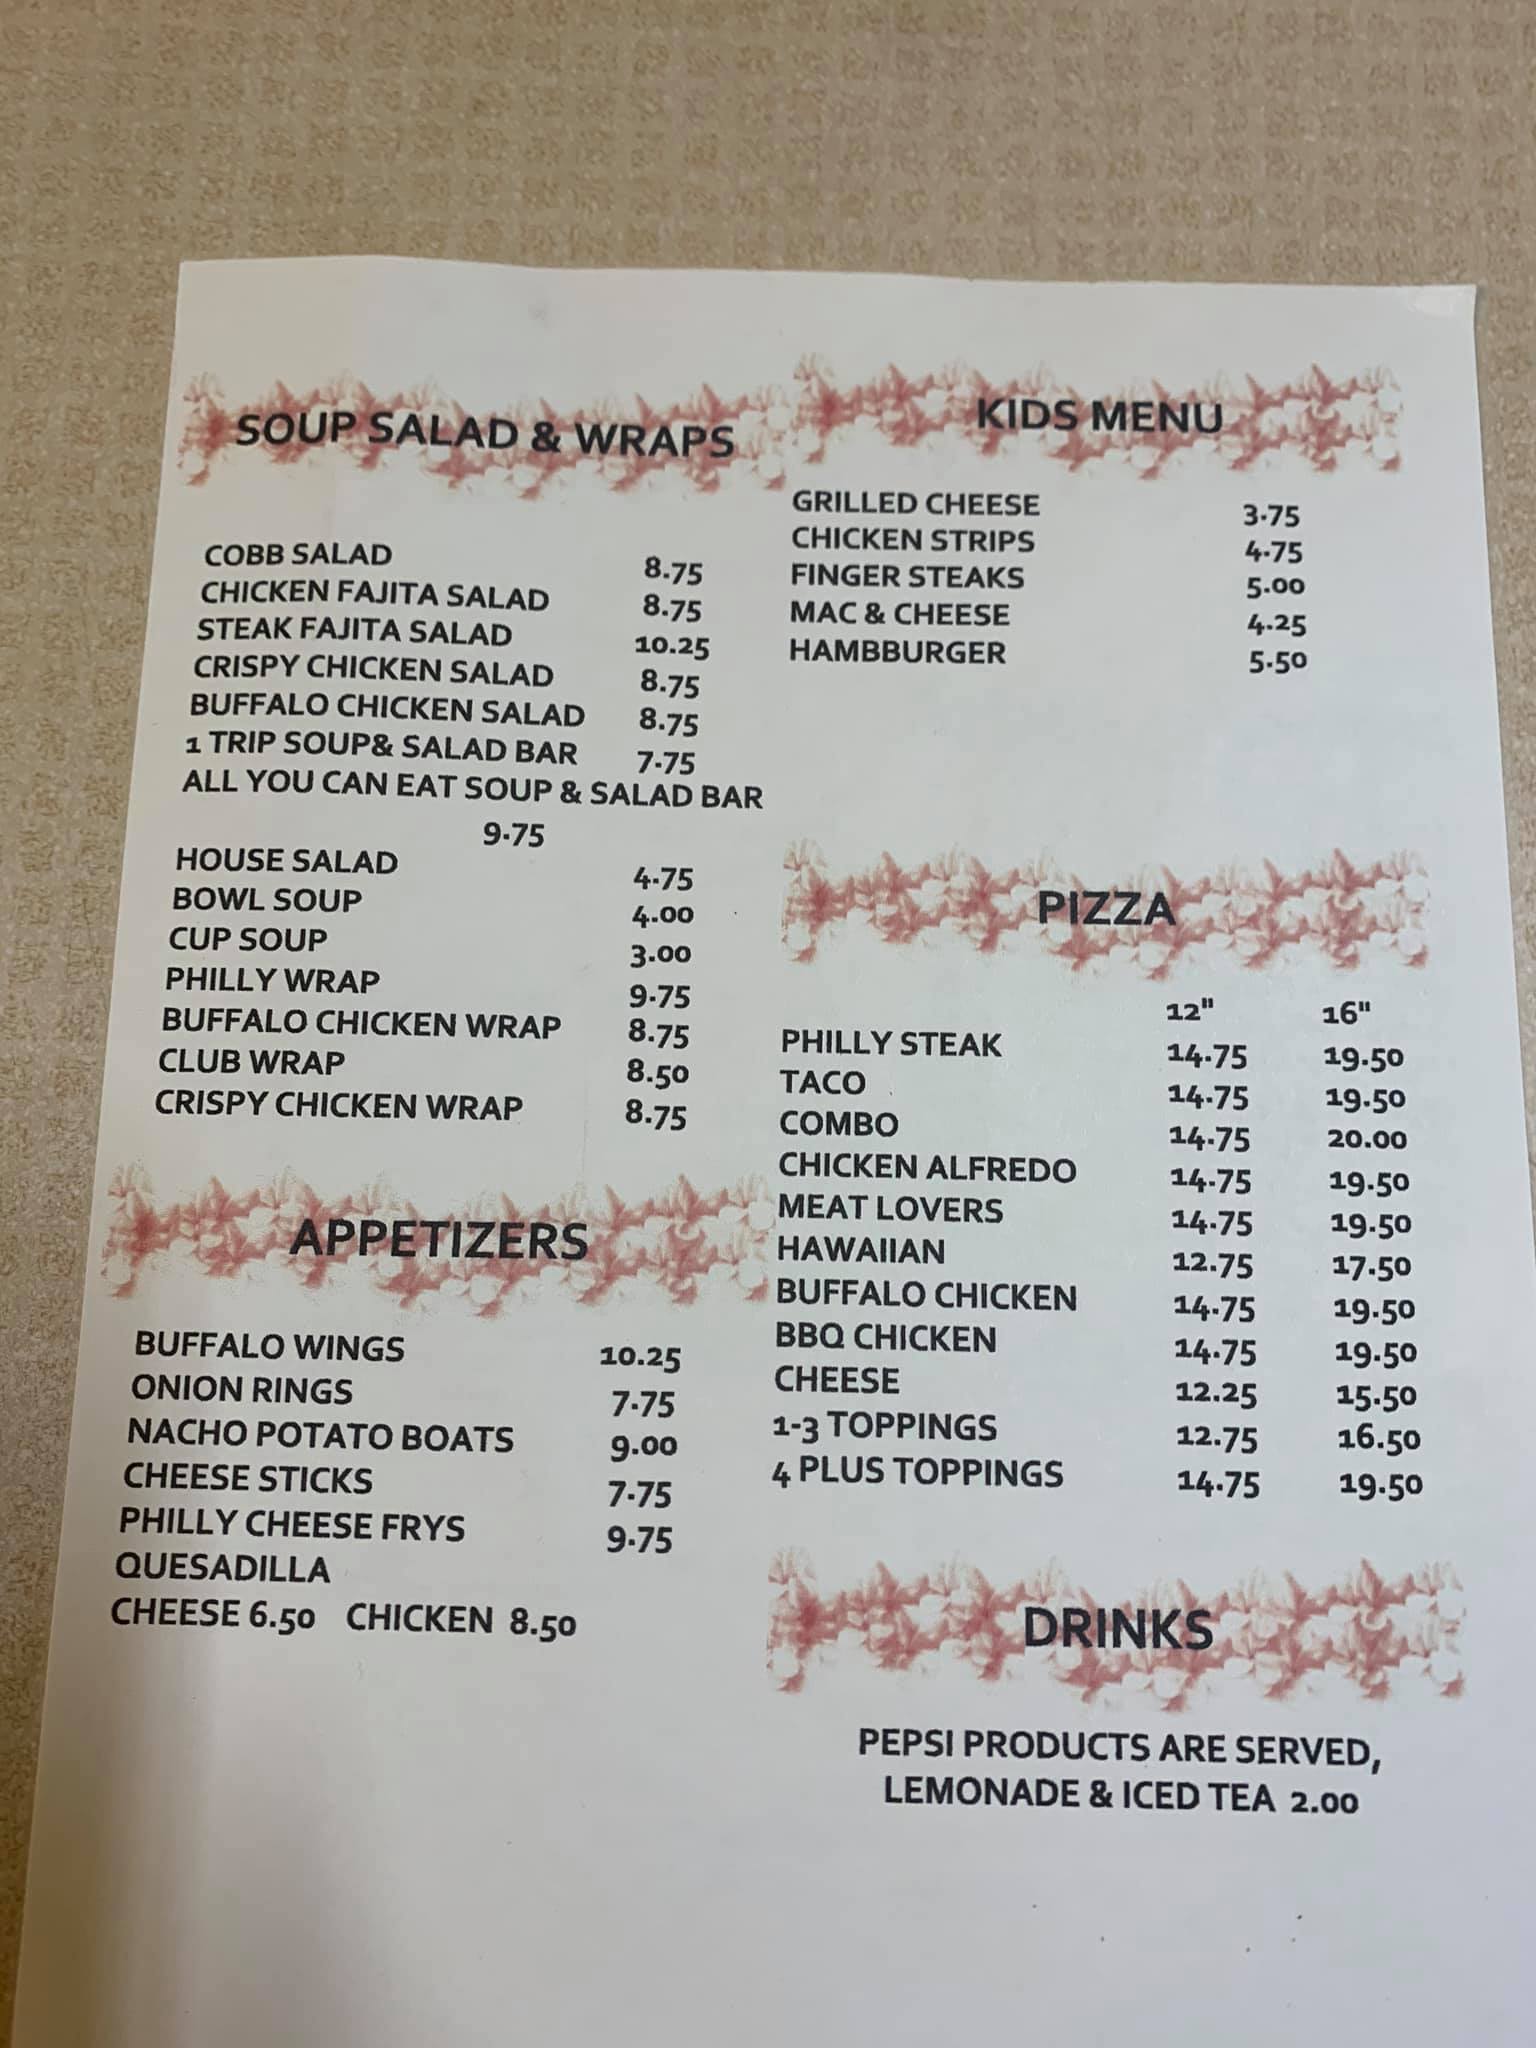 SOUP SALAD & WRAPS
COBB SALAD 8.75
CHICKEN FAJITA SALAD 8.75
STEAK FAJITA SALAD 10.25
CRISPY CHICKEN SALAD 8.75
BUFFALO CHICKEN SALAD 8.75
1 TRIP SOUP& SALAD BAR 7.75
ALL YOU CAN EAT SOUP & SALAD BAR
9.75
HOUSE SALAD 4.75
BOWL SOUP 4.00
CUP SOUP 3.00
PHILLY WRAP 9.75
BUFFALO CHICKEN WRAP 8.75
CLUB WRAP 8.50
CRISPY CHICKEN WRAP 8.75
APPETIZERS
BUFFALO WINGS 10.25
ONION RINGS 7.75
NACHO POTATO BOATS 9.00
CHEESE STICKS 7.75
PHILLY CHEESE FRYS 9.75
QUESADILLA
CHEESE 6.50 CHICKEN 8.50
KIDS MENU
GRILLED CHEESE 3.75
CHICKEN STRIPS 4.75
FINGER STEAKS 5.00
MAC & CHEESE 4.25
HAMBBURGER 5.50
PIZZA
12" 16"
PHILLY STEAK 14.75 19.50
TACO 14.75 19.50
COMBO 14.75 20.00
CHICKEN ALFREDO 14.75 19.50
MEAT LOVERS 14.75 19.50
HAWAIIAN 12.75 17.50
BUFFALO CHICKEN 14.75 19.50
BBQ CHICKEN 14.75 19.50
CHEESE 12.25 15.50
1-3 TOPPINGS 12.75 16.50
4 PLUS TOPPINGS 14.75 19.50
DRINKS
PEPSI PRODUCTS ARE SERVED,
LEMONADE & ICED TEA 2.00